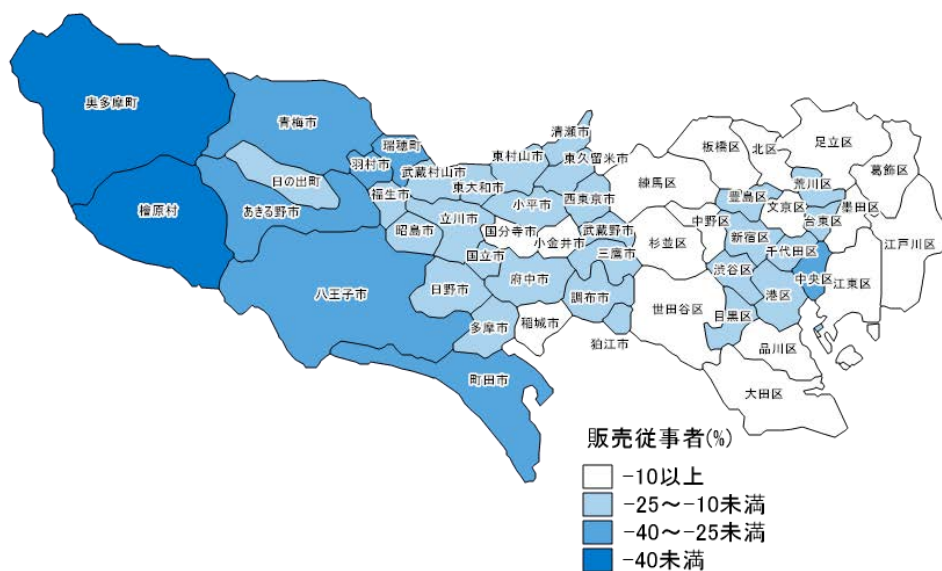 奥多摩町
檜原村
青梅市
日の出町
あきる野市
八王子市
町田市
瑞穂町
羽村市
福生市
昭島市
武蔵村山市
東大和市
立川市
国立市
日野市
多摩市
稲城市
東村山市
清瀬市
東久留米市
小平市
西東京市
国分寺市
小金井市
武蔵野市
三鷹市
府中市
調布市
狛江市
練馬区
板橋区
北区
足立区
葛飾区
荒川区
豊島区
文京区
台東区
墨田区
江戸川区
中野区
杉並区
新宿区
千代田区
中央区
江東区
渋谷区
港区
世田谷区
目黒区
品川区
大田区
販売従事者(%)
-10以上
-25～-10未満
-40～-25未満
-40未満